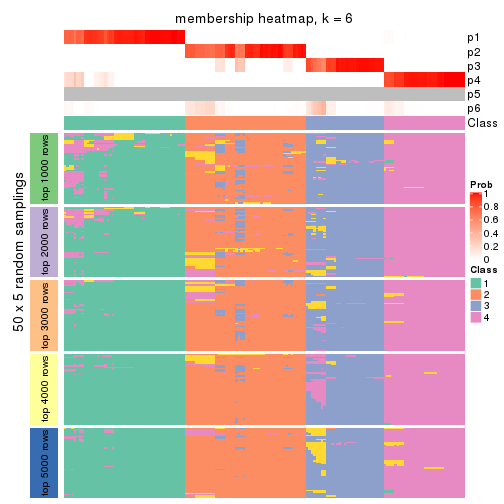 membership heatmap, k = 6
p1
p2
p3
p4
p5
p6
Class
50 x 5 random samplings
top 1000 rows
top 2000 rows
top 3000 rows
top 4000 rows
top 5000 rows
Prob
1
0.8
0.6
0.4
0.2
0
Class
1
2
3
4